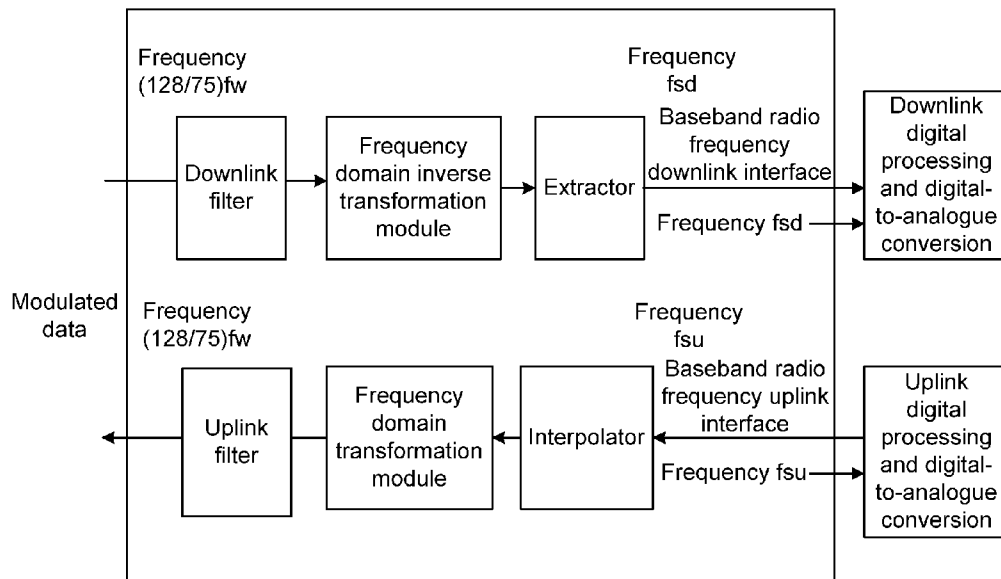 Frequency
(128/75)fw
Downlink
filter
Frequency
domain inverse
transformation
module
Extractor
Frequency
fsd
Baseband radio
frequency
downlink interface
Frequency fsd
Downlink
digital
processing
and digital-
to-analogue
conversion
Modulated
data
Frequency
(128/75)fw
Uplink
filter
Frequency
domain
transformation
module
Interpolator
Frequency
fsu
Baseband radio
frequency uplink
interface
Frequency fsu
Uplink
digital
processing
and digital-
to-analogue
conversion